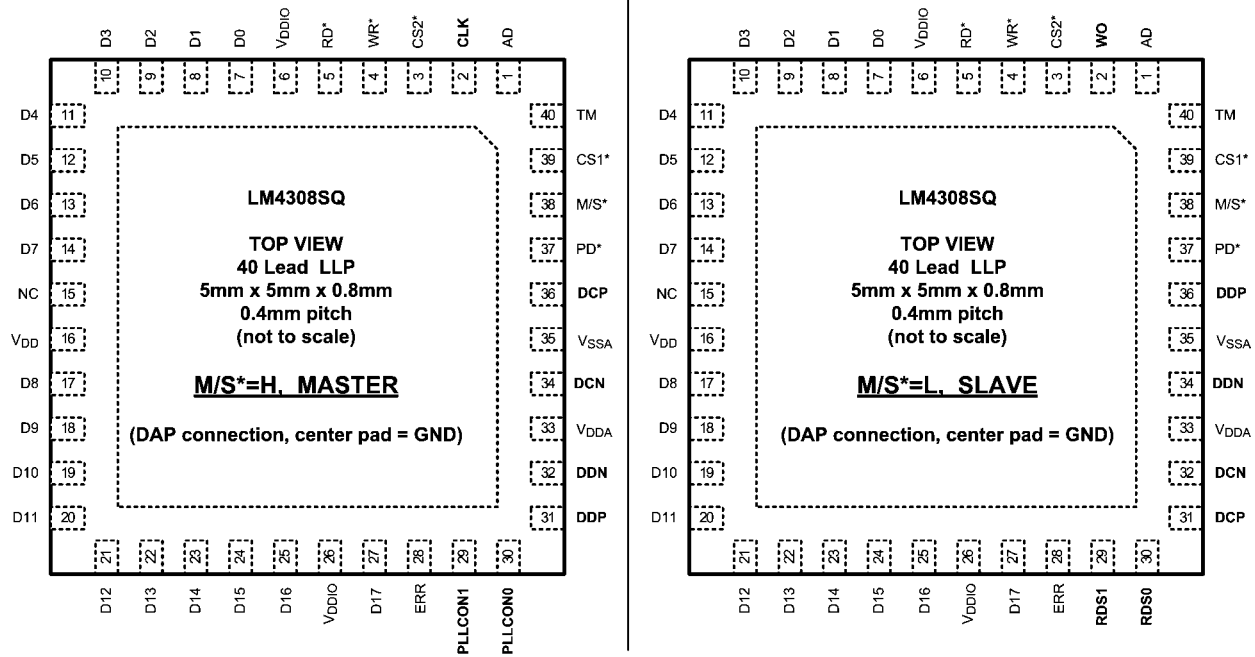 D3 D2 D1 D0 VDDIO RD* WR* CS2* CLK AD
10 9 8 7 6 5 4 3 2 1
D4 11
D5 12
D6 13
D7 14
NC 15
VDD 16
D8 17
D9 18
D10 19
D11 20
LM4308SQ
TOP VIEW
40 Lead LLP
5mm x 5mm x 0.8mm
0.4mm pitch
(not to scale)
M/S*=H, MASTER
(DAP connection, center pad = GND)
40 TM
39 CS1*
38 M/S*
37 PD*
36 DCP
35 VSSA
34 DCN
33 VDDA
32 DDN
31 DDP
21 22 23 24 25 26 27 28 29 30
D12 D13 D14 D15 D16 VDDIO D17 ERR PLLCON1 PLLCON0
D3 D2 D1 D0 VDDIO RD* WR* CS2* WO AD
10 9 8 7 6 5 4 3 2 1
D4 11
D5 12
D6 13
D7 14
NC 15
VDD 16
D8 17
D9 18
D10 19
D11 20
LM4308SQ
TOP VIEW
40 Lead LLP
5mm x 5mm x 0.8mm
0.4mm pitch
(not to scale)
M/S*=L, SLAVE
(DAP connection, center pad = GND)
40 TM
39 CS1*
38 M/S*
37 PD*
36 DDP
35 VSSA
34 DDN
33 VDDA
32 DCN
31 DCP
21 22 23 24 25 26 27 28 29 30
D12 D13 D14 D15 D16 VDDIO D17 ERR RDS1 RDS0